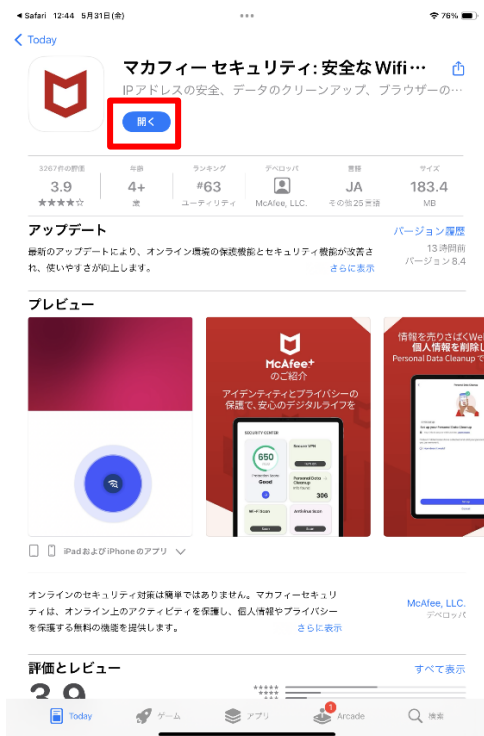 ◀ Safari 12:44 5月31日(金)
76%
Today
マカフィー セキュリティ: 安全な Wifi…
IPアドレスの安全、データのクリーンアップ、ブラウザーの…
開く
3267件の評価
3.9
★★★★☆
年齢
4+
歳
ランキング
#63
ユーティリティ
デベロッパ
McAfee, LLC.
言語
JA
その他25言語
サイズ
183.4
MB
アップデート
バージョン履歴
最新のアップデートにより、オンライン環境の保護機能とセキュリティ機能が改善さ
れ、使いやすさが向上します。
さらに表示
13時間前
バージョン 8.4
プレビュー
McAfee+
のご紹介
アイデンティティとプライバシーの
保護で、安心のデジタルライフを
SECURITY CENTER
650
Good
Secure VPN
Personal Data
Cleanup
306
Wi-Fi Scan
Antivirus Scan
情報を売りさばくWe
個人情報を削除し
Personal Data Cleanup で
iPadおよびiPhoneのアプリ
オンラインのセキュリティ対策は簡単ではありません。マカフィーセキュリ
ティは、オンライン上のアクティビティを保護し、個人情報やプライバシー
を保護する無料の機能を提供します。
さらに表示
McAfee, LLC.
デベロッパ
評価とレビュー
すべて表示
3.9
★★★★★
★★★★
Today
ゲーム
アプリ
1
Arcade
検索